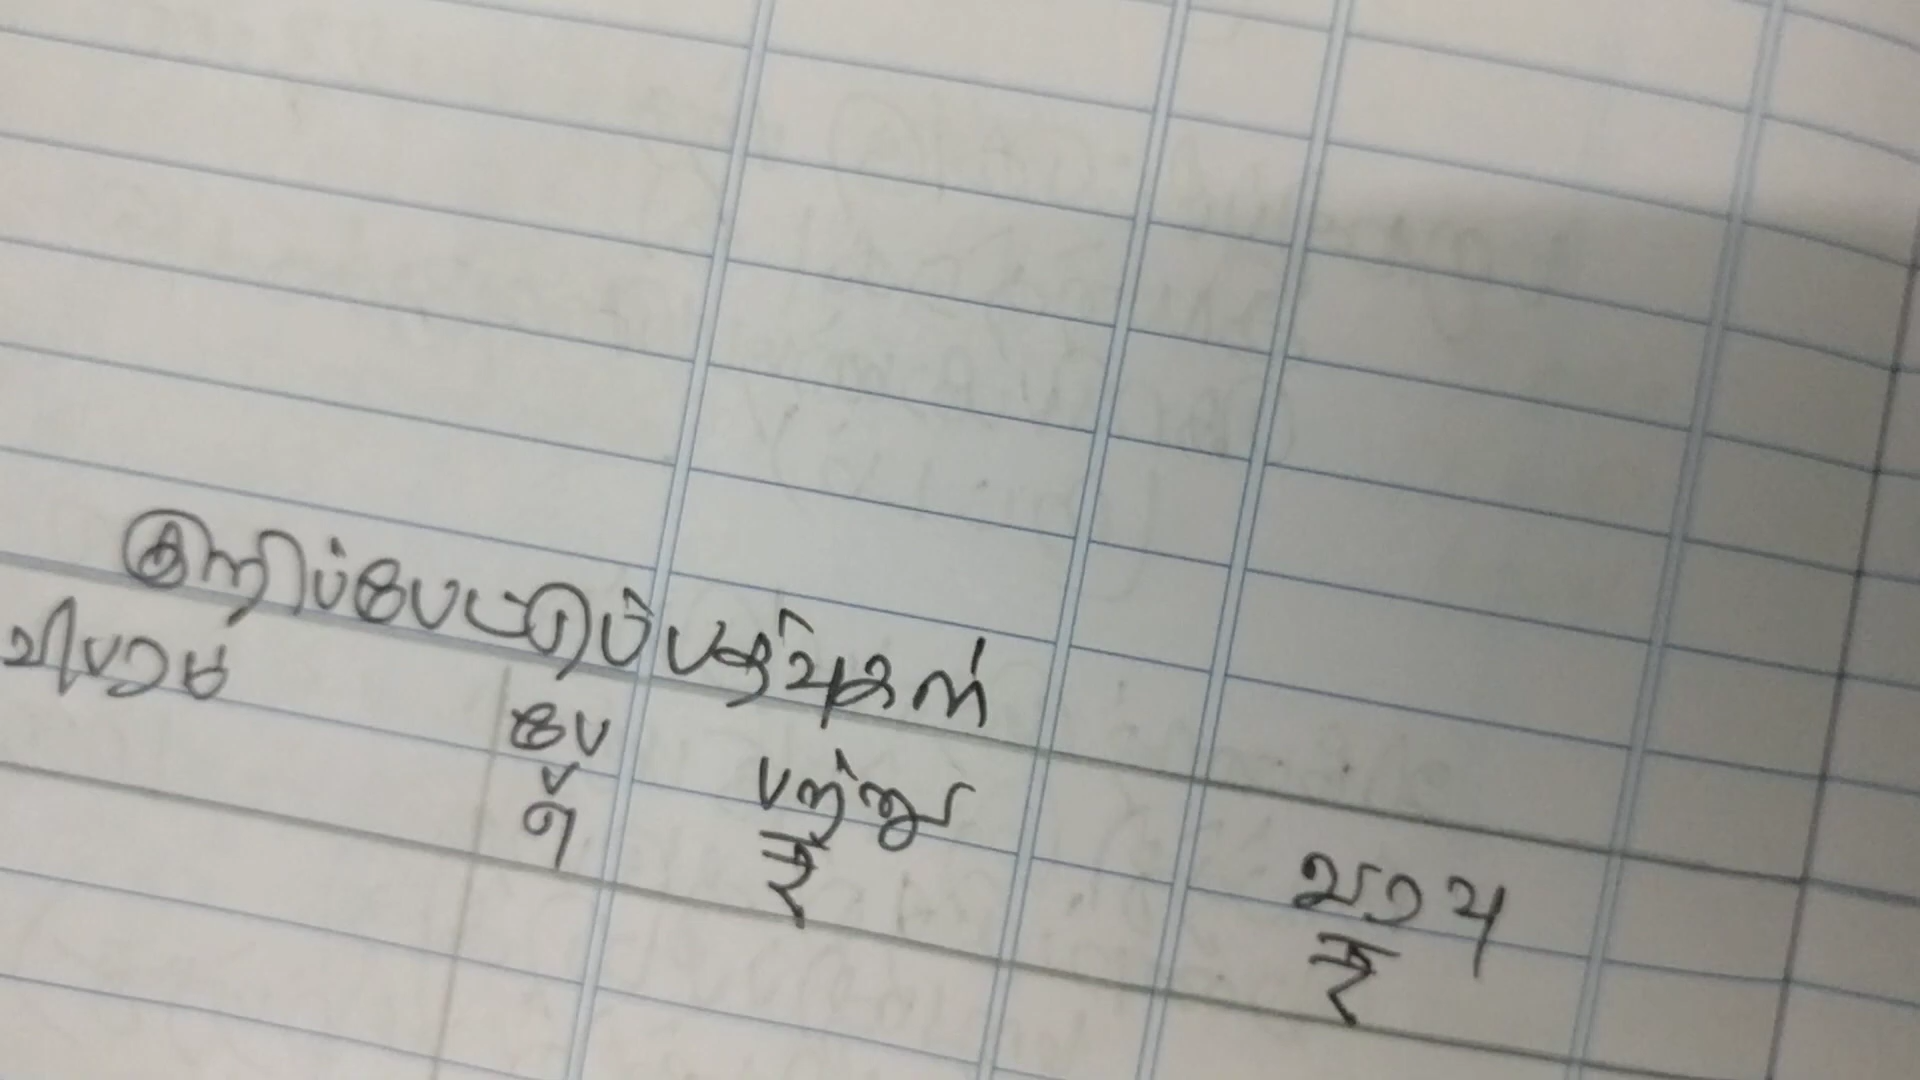 குறிப்பேட்டுப் பதிவுகள்
விபரம்
பே
ப
எ
பற்று
₹
வரவு
₹